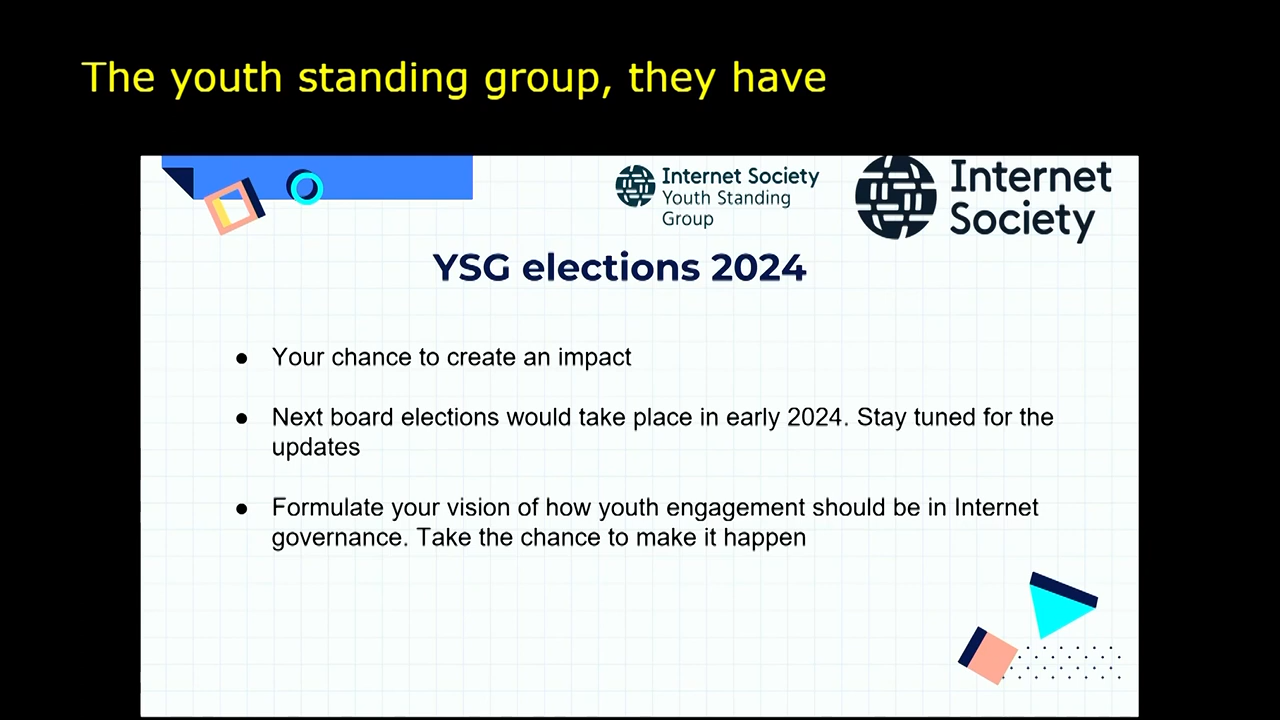 The youth standing group, they have
Internet Society
Youth Standing
Group
Internet
Society
YSG elections 2024
● Your chance to create an impact
● Next board elections would take place in early 2024. Stay tuned for the
updates
● Formulate your vision of how youth engagement should be in Internet
governance. Take the chance to make it happen